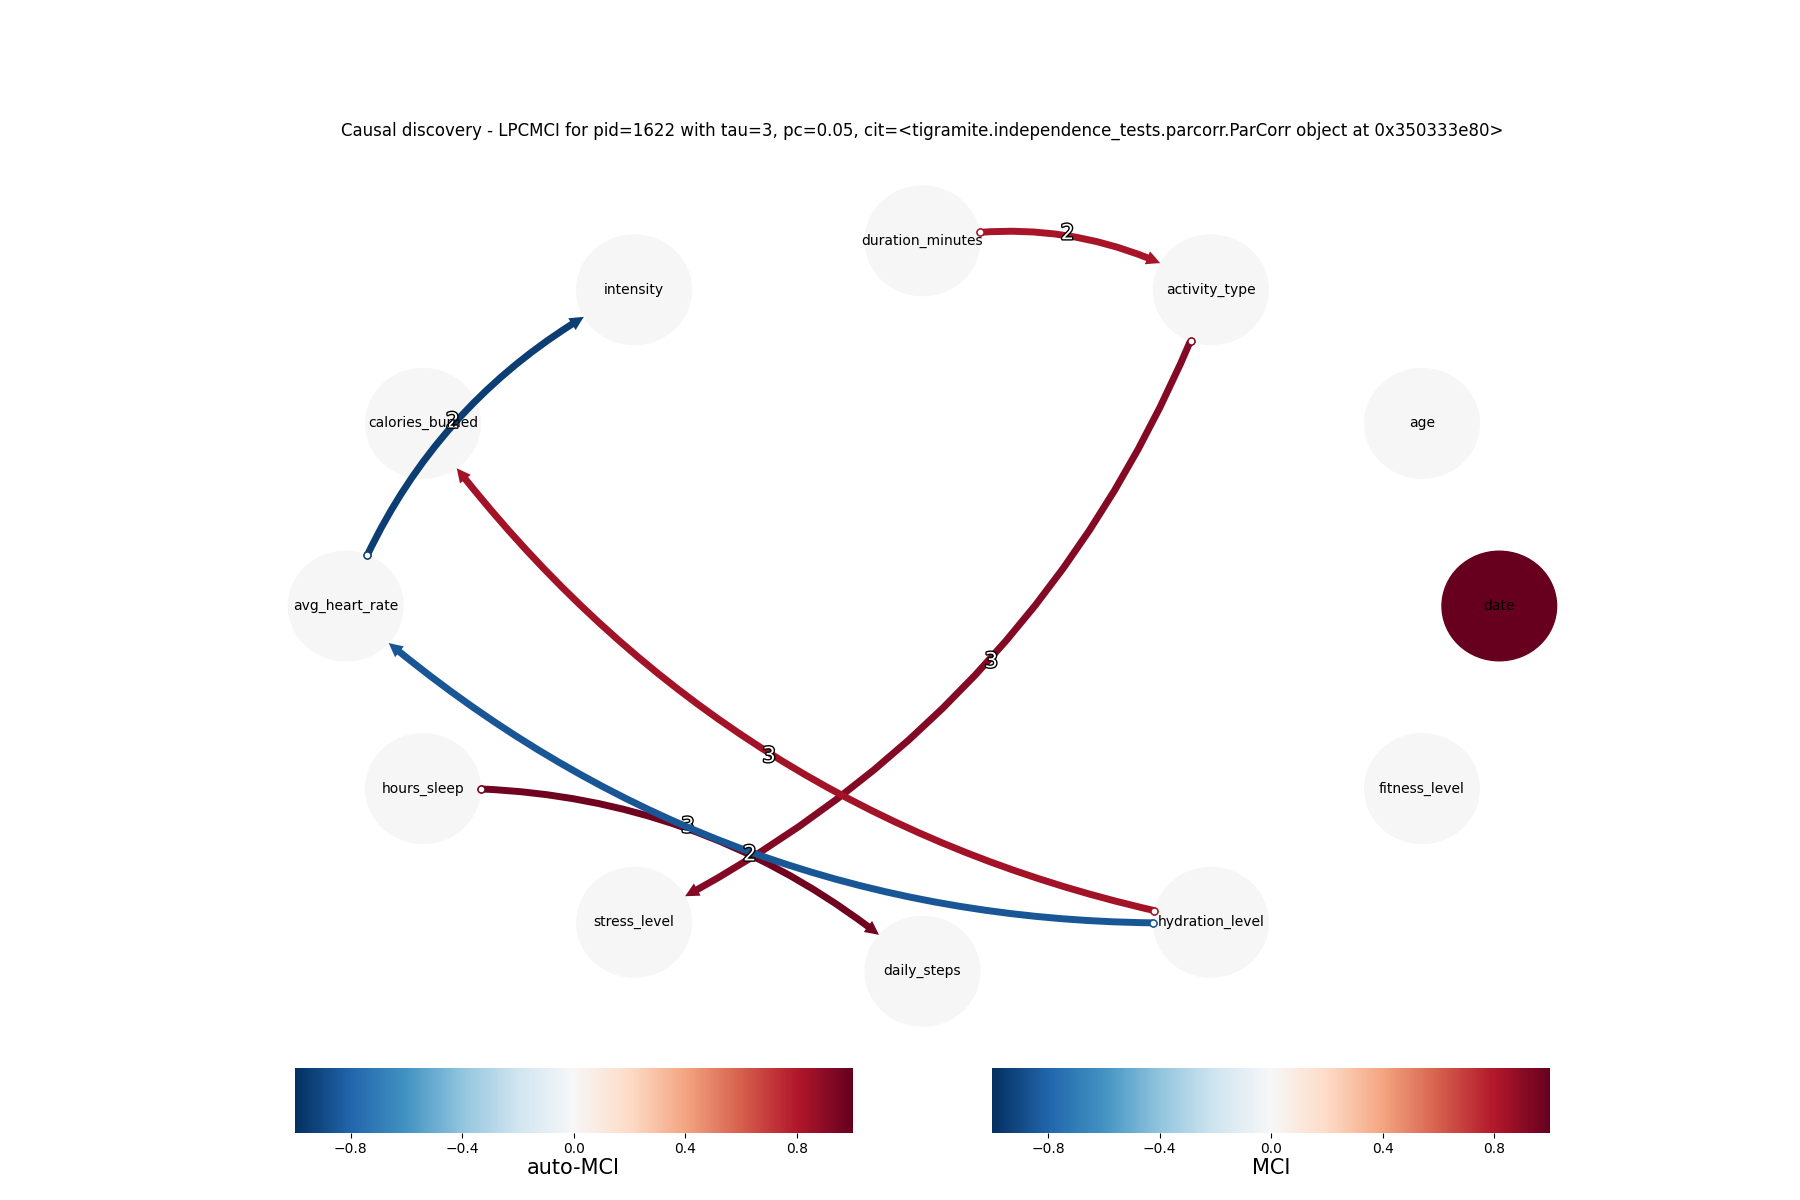 Causal discovery - LPCMCI for pid=1622 with tau=3, pc=0.05, cit=<tigramite.independence_tests.parcorr.ParCorr object at 0x350333e80>
duration_minutes
2
intensity
activity_type
2
calories_burned
age
avg_heart_rate
date
3
3
hours_sleep
fitness_level
3
2
stress_level
hydration_level
daily_steps
−0.8 −0.4 0.0 0.4 0.8
auto-MCI
−0.8 −0.4 0.0 0.4 0.8
MCI